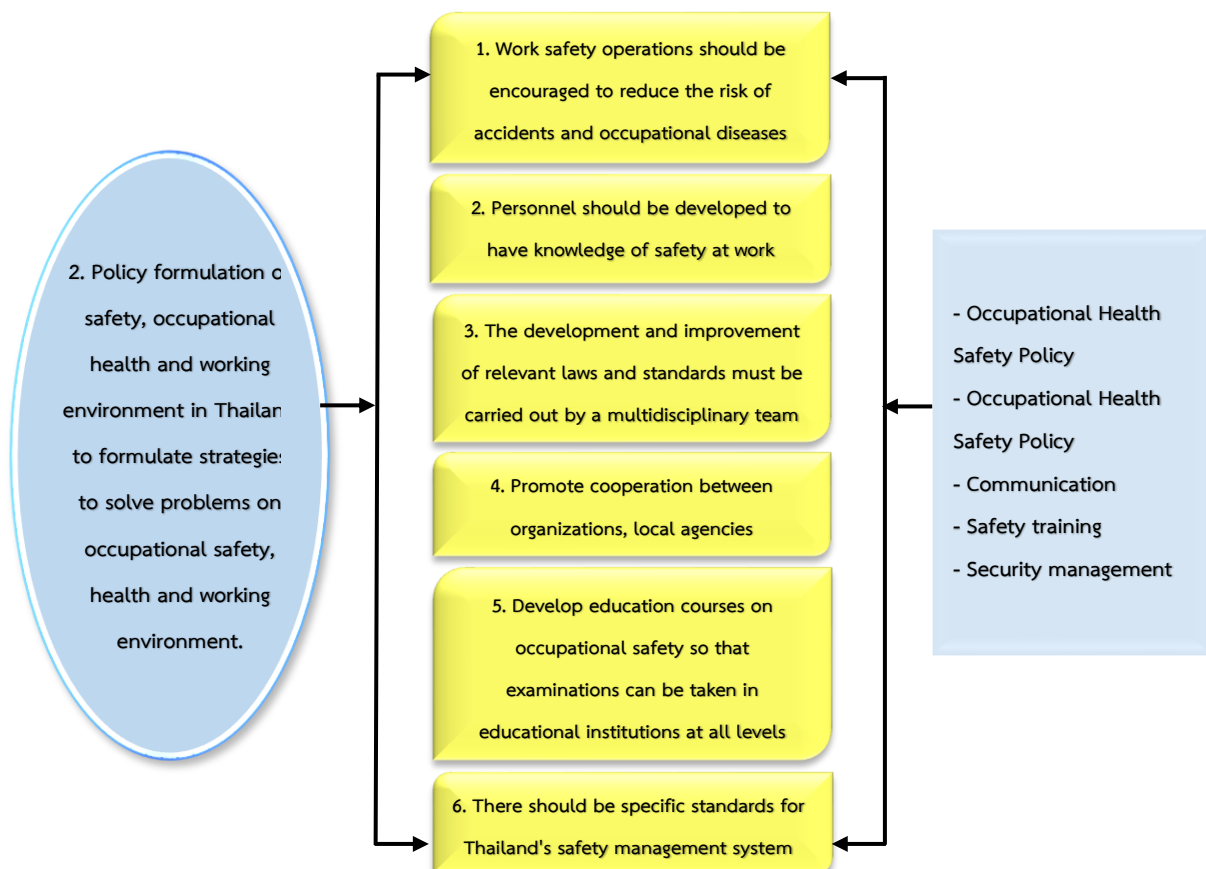 2. Policy formulation o
safety, occupational
health and working
environment in Thailan
to formulate strategies
to solve problems on
occupational safety,
health and working
environment.
1. Work safety operations should be
encouraged to reduce the risk of
accidents and occupational diseases
2. Personnel should be developed to
have knowledge of safety at work
3. The development and improvement
of relevant laws and standards must be
carried out by a multidisciplinary team
4. Promote cooperation between
organizations, local agencies
5. Develop education courses on
occupational safety so that
examinations can be taken in
educational institutions at all levels
6. There should be specific standards for
Thailand's safety management system
- Occupational Health
Safety Policy
- Occupational Health
Safety Policy
- Communication
- Safety training
- Security management